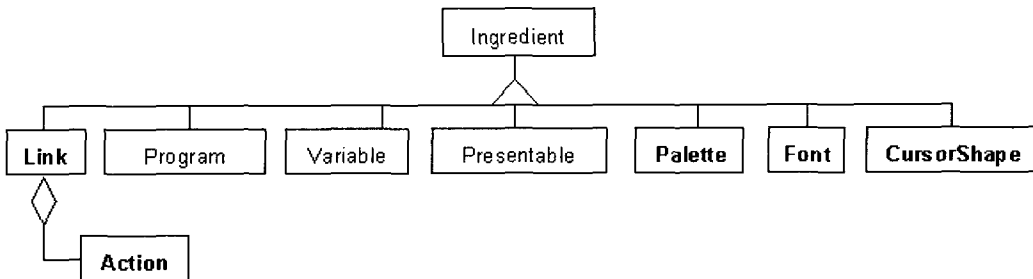 Ingredient
Link Program Variable Presentable Palette Font CursorShape
Action